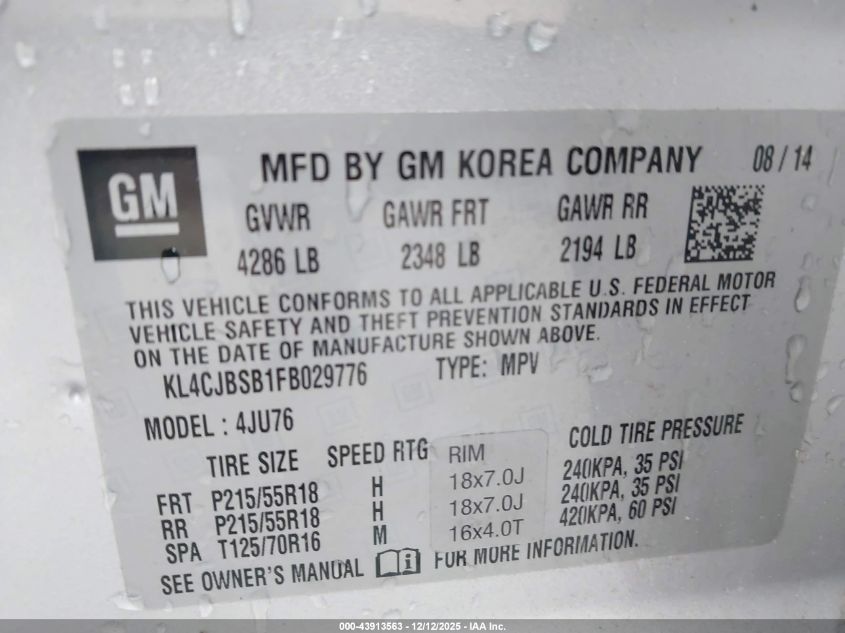 GM
MFD BY GM KOREA COMPANY 08 / 14
GVWR GAWR FRT GAWR RR
4286 LB 2348 LB 2194 LB
THIS VEHICLE CONFORMS TO ALL APPLICABLE U.S. FEDERAL MOTOR
VEHICLE SAFETY AND THEFT PREVENTION STANDARDS IN EFFECT
ON THE DATE OF MANUFACTURE SHOWN ABOVE.
KL4CJBSB1FB029776 TYPE: MPV
MODEL : 4JU76
TIRE SIZE SPEED RTG RIM COLD TIRE PRESSURE
FRT P215/55R18 H 18x7.0J 240KPA, 35 PSI
RR P215/55R18 H 18x7.0J 240KPA, 35 PSI
SPA T125/70R16 M 16x4.0T 420KPA, 60 PSI
SEE OWNER'S MANUAL i FOR MORE INFORMATION.
000-43913563 - 12/12/2025 - IAA Inc.